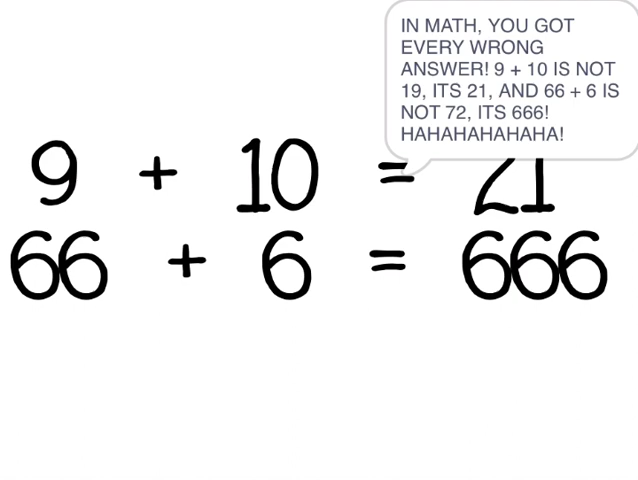 IN MATH, YOU GOT
EVERY WRONG
ANSWER! 9 + 10 IS NOT
19, ITS 21, AND 66 + 6 IS
NOT 72, ITS 666!
HAHAHAHAHAHA!
9 + 10 = 21
66 + 6 = 666